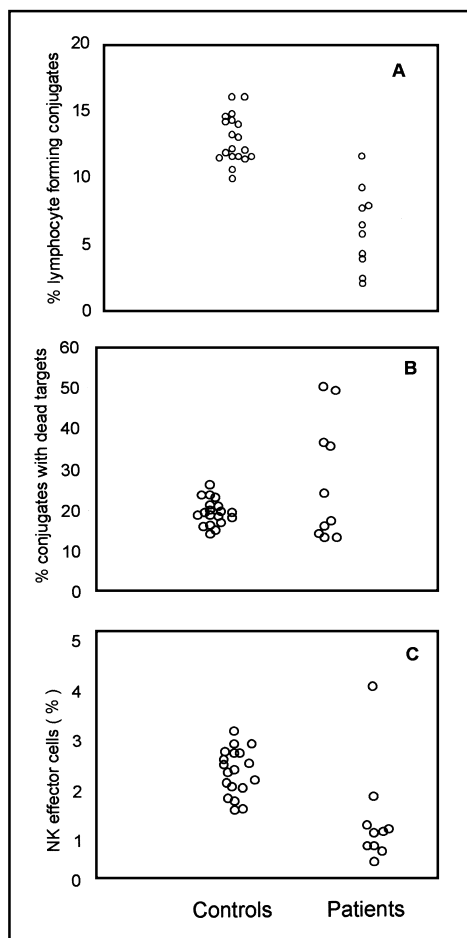 20
A
15
10
5
0
% lymphocyte forming conjugates
60
B
50
40
30
20
10
0
% conjugates with dead targets
5
C
4
3
2
1
0
NK effector cells ( % )
Controls Patients